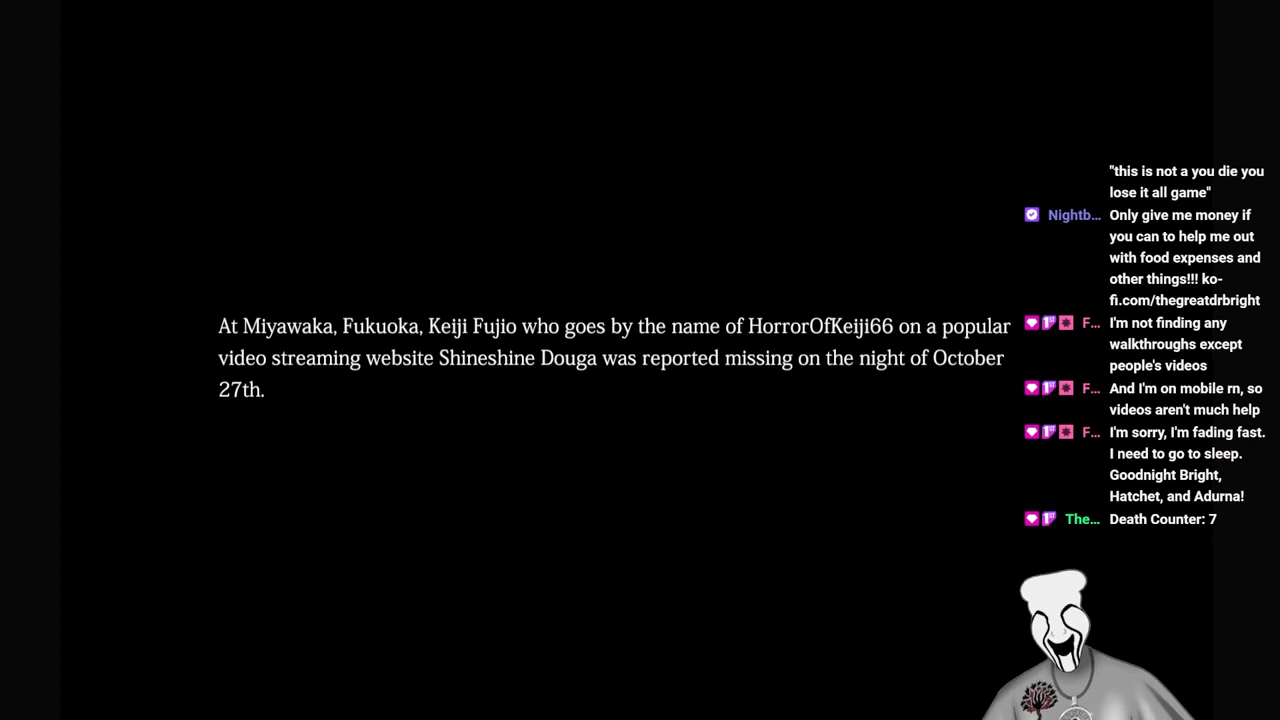 At Miyawaka, Fukuoka, Keiji Fujio who goes by the name of HorrorOfKeiji66 on a popular
video streaming website Shineshine Douga was reported missing on the night of October
27th.
"this is not a you die you
lose it all game"
Nightb... Only give me money if
you can to help me out
with food expenses and
other things!!! ko-
fi.com/thegreatdrbright
F... I'm not finding any
walkthroughs except
people's videos
F... And I'm on mobile rn, so
videos aren't much help
F... I'm sorry, I'm fading fast.
I need to go to sleep.
Goodnight Bright,
Hatchet, and Adurna!
The... Death Counter: 7